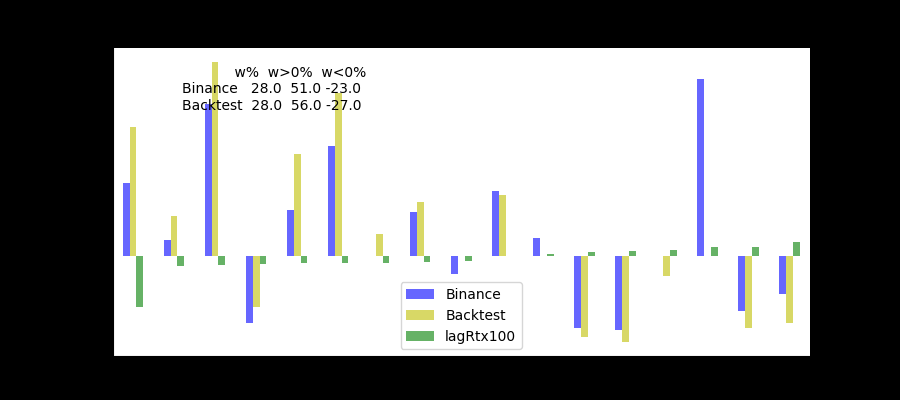 w%  w>0%  w<0%
Binance   28.0  51.0 -23.0
Backtest  28.0  56.0 -27.0
Binance
Backtest
lagRtx100